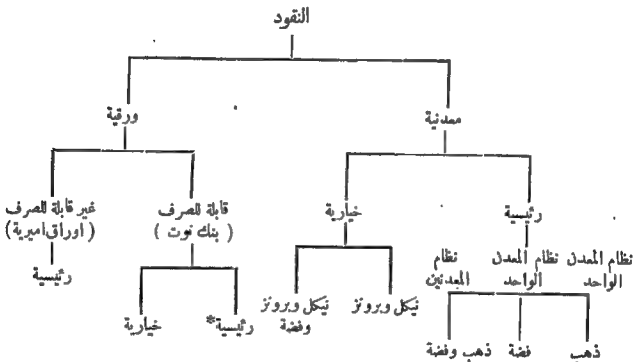 النقود
معدنية
ورقية
رئيسية
خيارية
قابلة للصرف
( بنك نوت )
غير قابلة للصرف
( اوراق اميرية )
نظام المعدن
الواحد
نظام المعدن
الواحد
نظام
المعدنين
ذهب
فضة
ذهب وفضة
نيكل وبرونز
نيكل وبرونز
وفضة
رئيسية*
خيارية
رئيسية